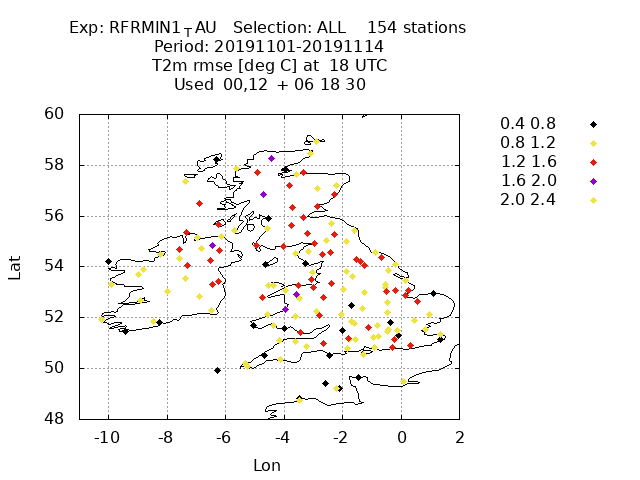 Exp: RFRMIN1_TAU Selection: ALL 154 stations
Period: 20191101-20191114
T2m rmse [deg C] at 18 UTC
Used 00,12 + 06 18 30
60
58
56
54
52
50
48
Lat
-10 -8 -6 -4 -2 0 2
Lon
0.4 0.8
0.8 1.2
1.2 1.6
1.6 2.0
2.0 2.4